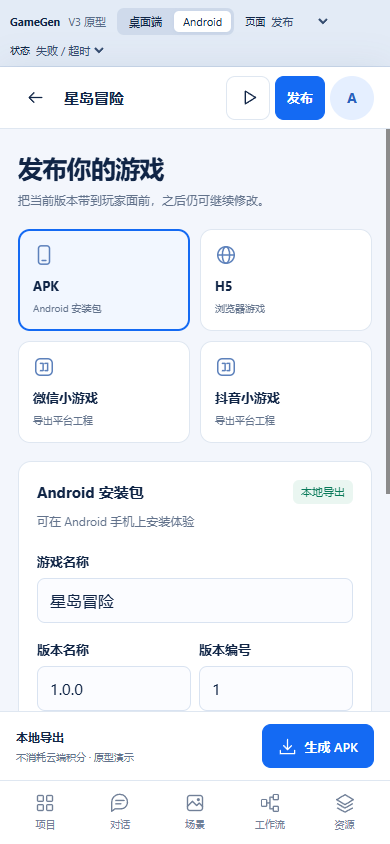 GameGen V3 原型 桌面端 Android 页面 发布
状态 失败 / 超时
星岛冒险 发布 A
发布你的游戏
把当前版本带到玩家面前，之后仍可继续修改。
APK
Android 安装包
H5
浏览器游戏
微信小游戏
导出平台工程
抖音小游戏
导出平台工程
Android 安装包 本地导出
可在 Android 手机上安装体验
游戏名称
星岛冒险
版本名称 版本编号
1.0.0 1
本地导出
不消耗云端积分 · 原型演示
生成 APK
项目 对话 场景 工作流 资源